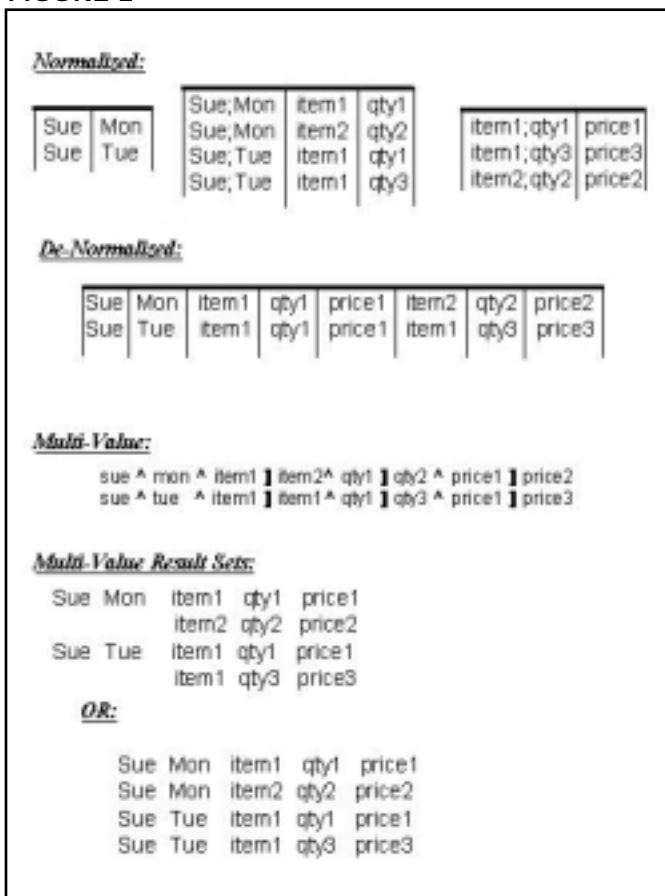 Normalized:
Sue Mon
Sue Tue
Sue;Mon item1 qty1
Sue;Mon item2 qty2
Sue;Tue item1 qty1
Sue;Tue item1 qty3
item1;qty1 price1
item1;qty3 price3
item2;qty2 price2
De-Normalized:
Sue Mon item1 qty1 price1 item2 qty2 price2
Sue Tue item1 qty1 price1 item1 qty3 price3
Multi-Value:
sue ^ mon ^ item1 ] item2^ qty1 ] qty2 ^ price1 ] price2
sue ^ tue ^ item1 ] item1^ qty1 ] qty3 ^ price1 ] price3
Multi-Value Result Sets:
Sue Mon item1 qty1 price1
item2 qty2 price2
Sue Tue item1 qty1 price1
item1 qty3 price3
OR:
Sue Mon item1 qty1 price1
Sue Mon item2 qty2 price2
Sue Tue item1 qty1 price1
Sue Tue item1 qty3 price3